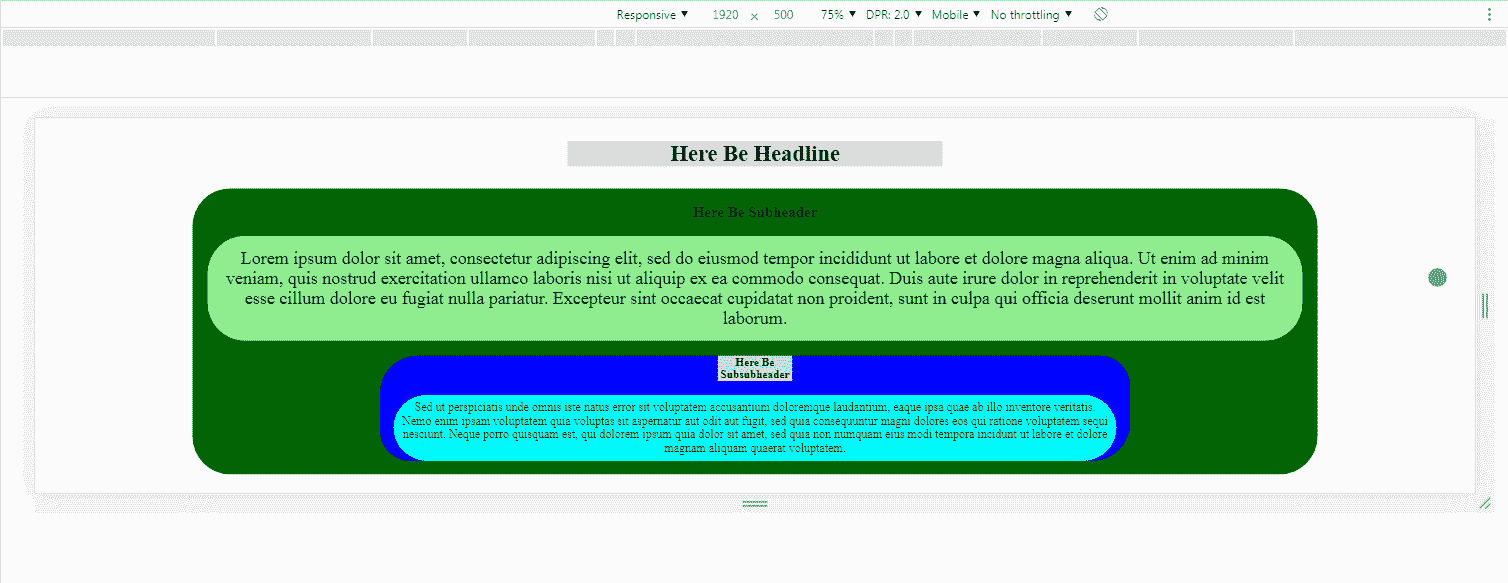 Responsive ▼ 1920 x 500 75% ▼ DPR: 2.0 ▼ Mobile ▼ No throttling ▼
Here Be Headline
Here Be Subheader
Lorem ipsum dolor sit amet, consectetur adipiscing elit, sed do eiusmod tempor incididunt ut labore et dolore magna aliqua. Ut enim ad minim
veniam, quis nostrud exercitation ullamco laboris nisi ut aliquip ex ea commodo consequat. Duis aute irure dolor in reprehenderit in voluptate velit
esse cillum dolore eu fugiat nulla pariatur. Excepteur sint occaecat cupidatat non proident, sunt in culpa qui officia deserunt mollit anim id est
laborum.
Here Be
Subsubheader
Sed ut perspiciatis unde omnis iste natus error sit voluptatem accusantium doloremque laudantium, eaque ipsa quae ab illo inventore veritatis.
Nemo enim ipsam voluptatem quia voluptas sit aspernatur aut odit aut fugit, sed quia consequuntur magni dolores eos qui ratione voluptatem sequi
nesciunt. Neque porro quisquam est, qui dolorem ipsum quia dolor sit amet, sed quia non numquam eius modi tempora incidunt ut labore et dolore
magnam aliquam quaerat voluptatem.